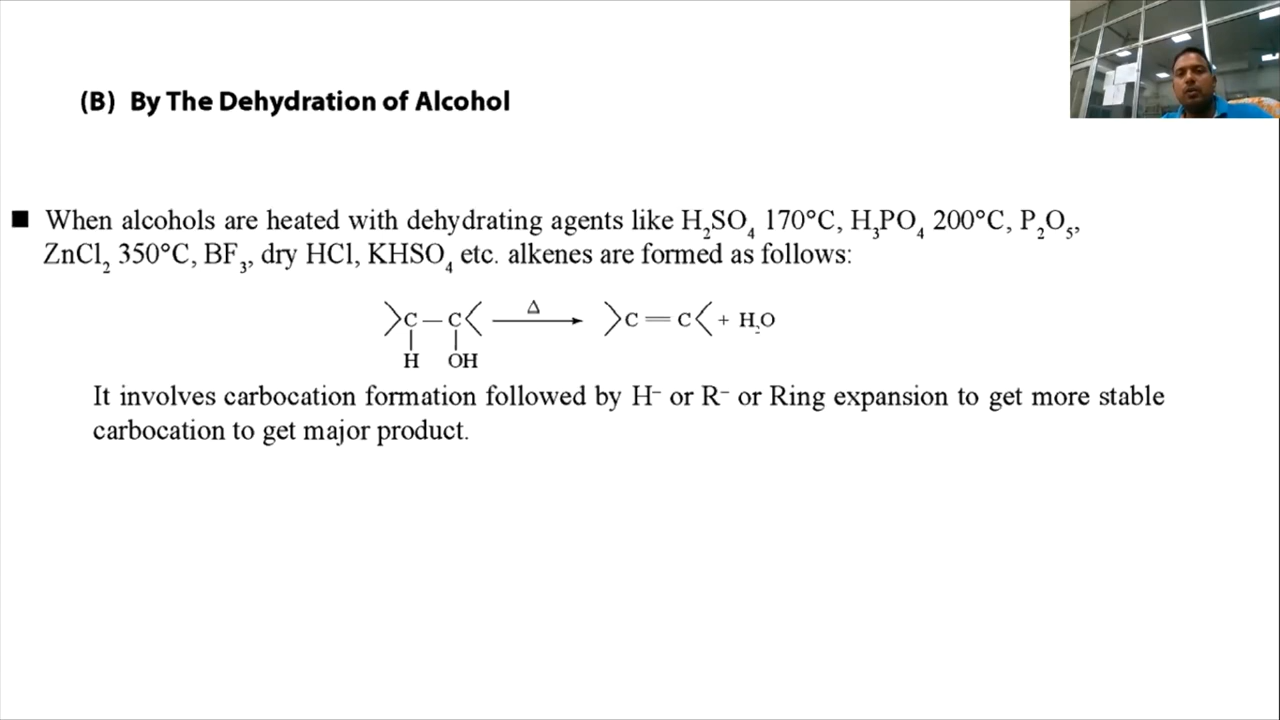 (B) By The Dehydration of Alcohol
■ When alcohols are heated with dehydrating agents like H₂SO₄ 170°C, H₃PO₄ 200°C, P₂O₅,
ZnCl₂ 350°C, BF₃, dry HCl, KHSO₄ etc. alkenes are formed as follows:
>C—C< —Δ→ >C=C< + H₂O
H OH
It involves carbocation formation followed by H⁻ or R⁻ or Ring expansion to get more stable
carbocation to get major product.